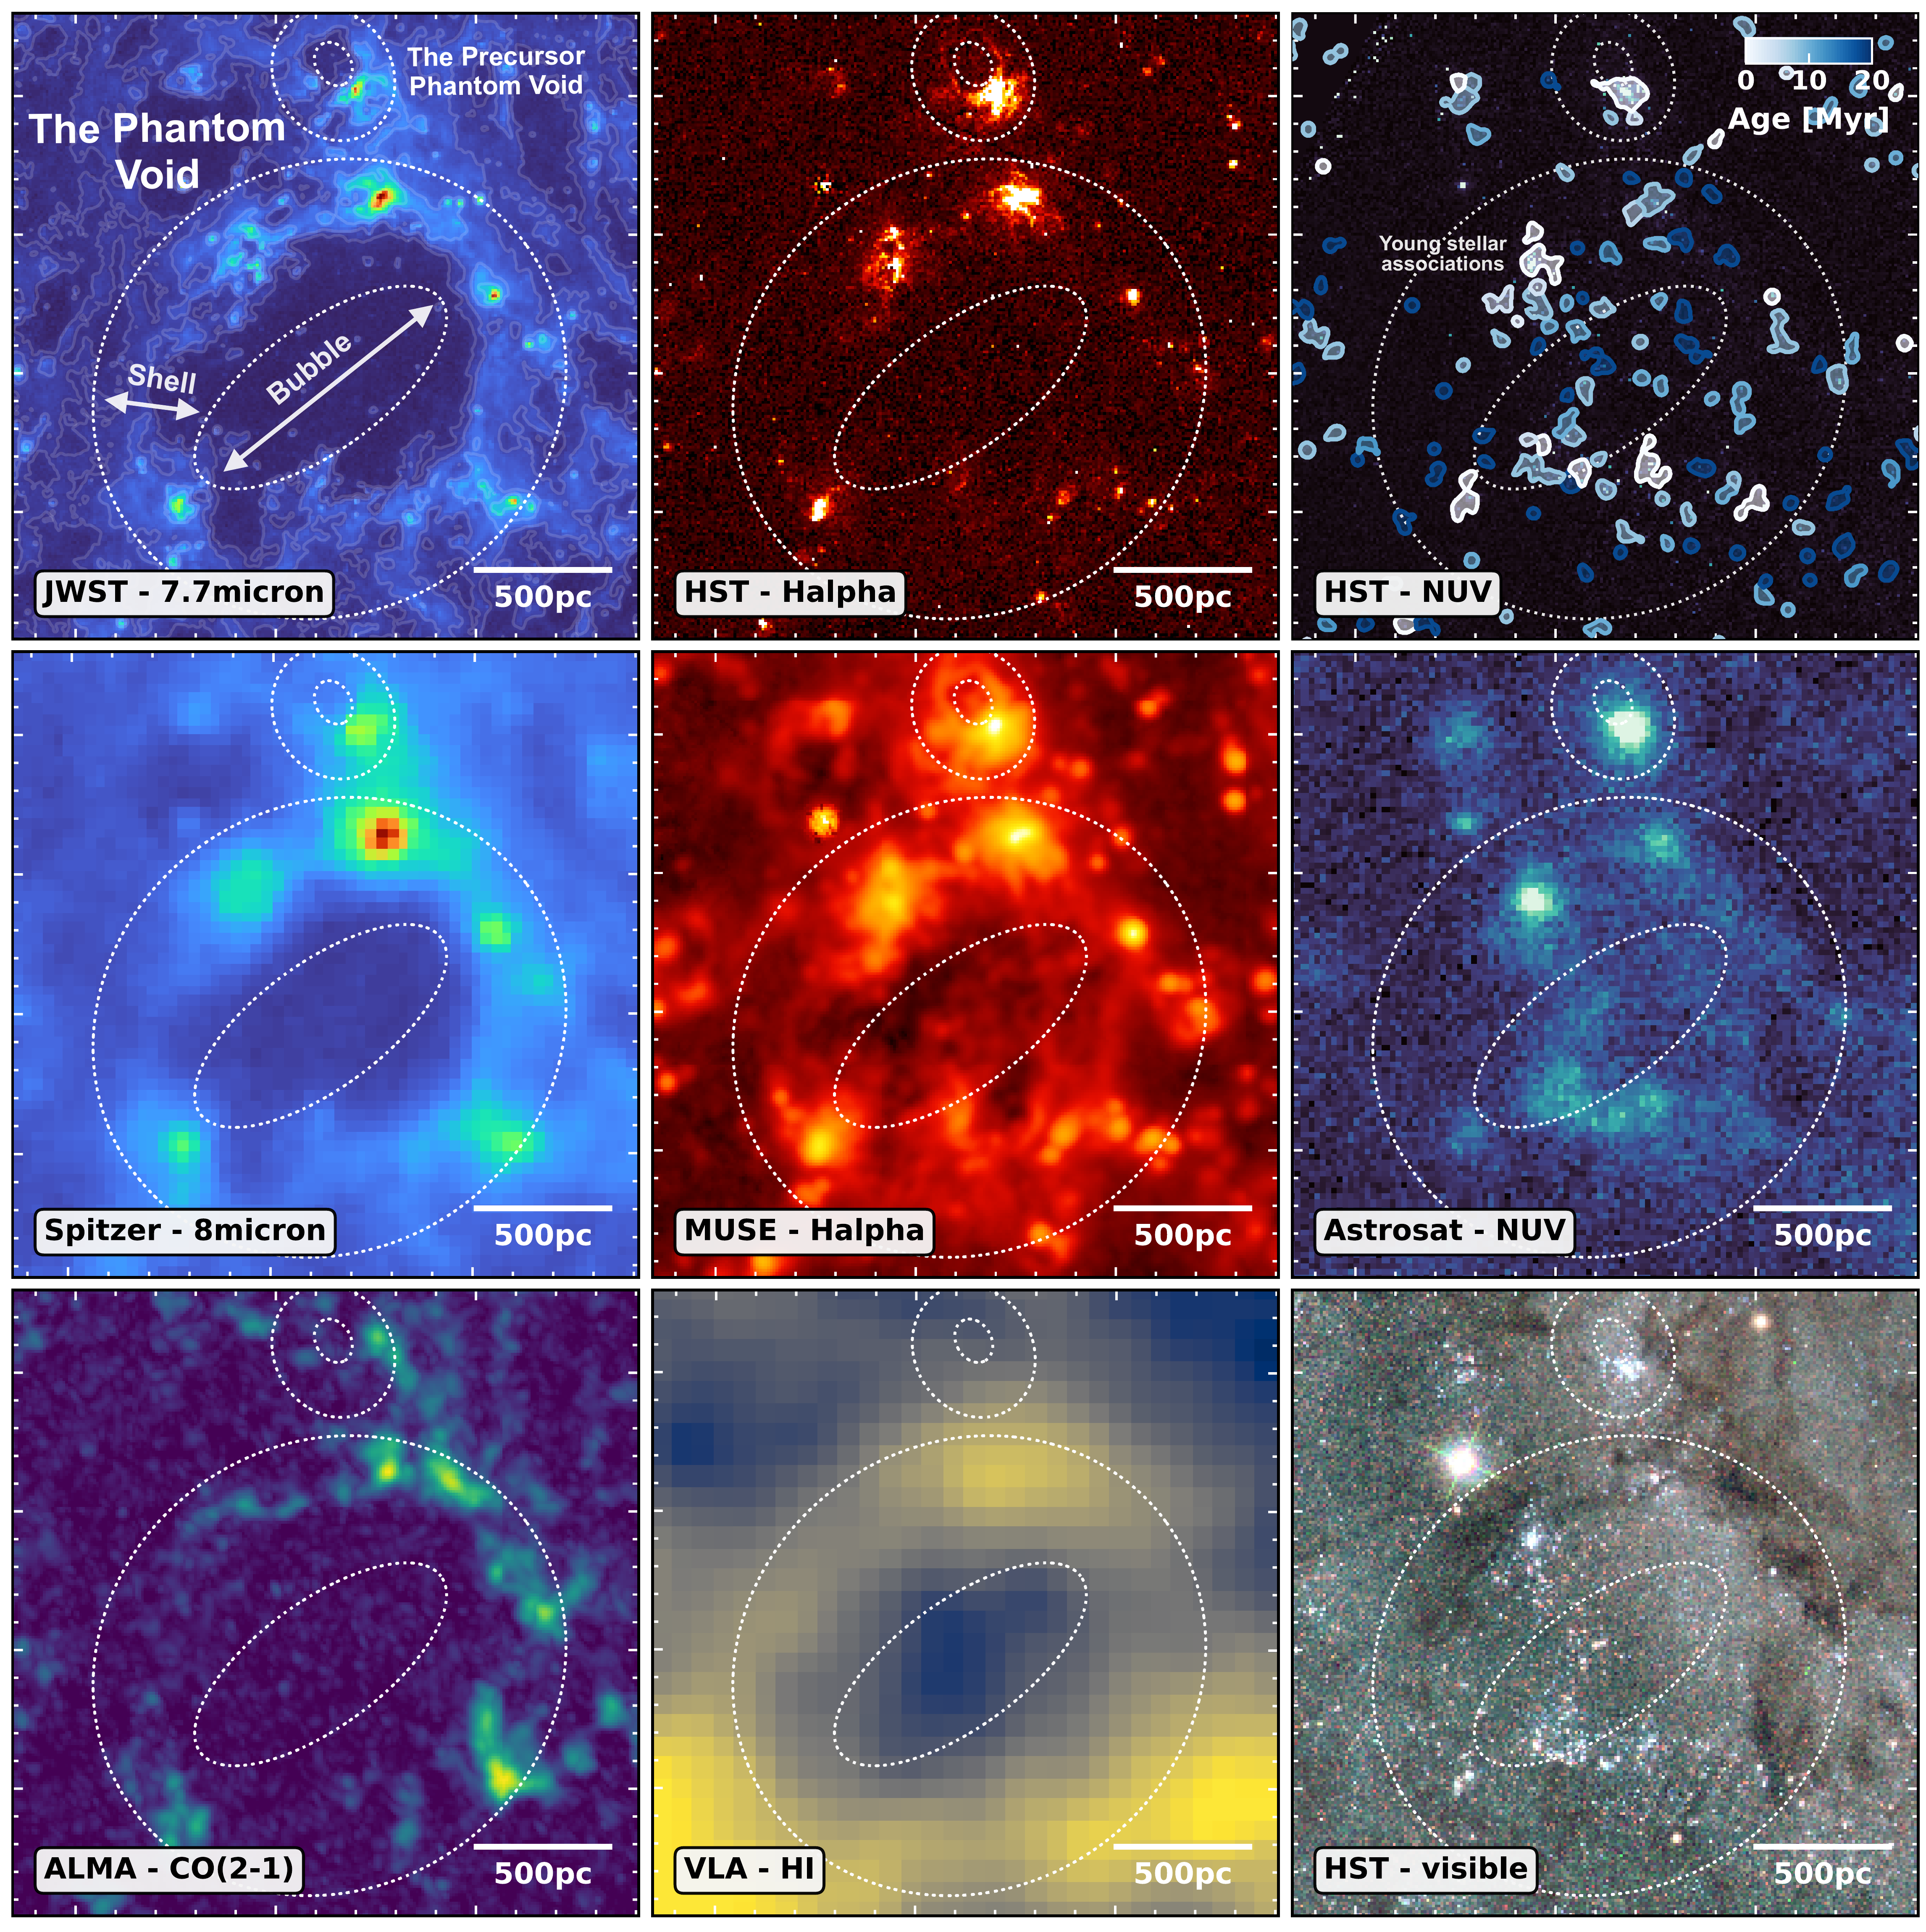 The Precursor
Phantom Void
The Phantom
Void
Shell
Bubble
JWST - 7.7micron
500pc
HST - Halpha
500pc
0 10 20
Age [Myr]
Young stellar
associations
HST - NUV
500pc
Spitzer - 8micron
500pc
MUSE - Halpha
500pc
Astrosat - NUV
500pc
ALMA - CO(2-1)
500pc
VLA - HI
500pc
HST - visible
500pc